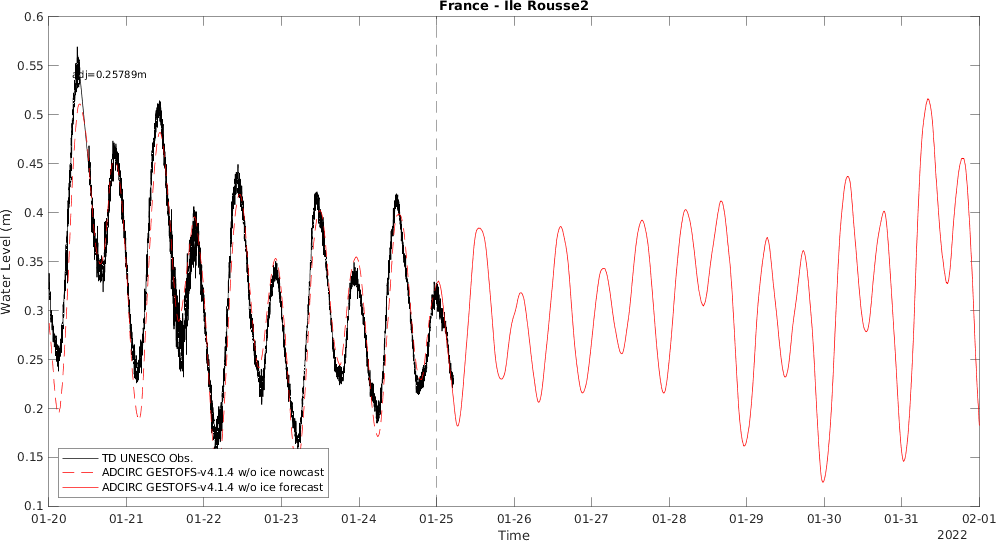 France - Ile Rousse2
adj=0.25789m
Water Level (m)
0.6
0.55
0.5
0.45
0.4
0.35
0.3
0.25
0.2
0.15
0.1
TD UNESCO Obs.
ADCIRC GESTOFS-v4.1.4 w/o ice nowcast
ADCIRC GESTOFS-v4.1.4 w/o ice forecast
01-20 01-21 01-22 01-23 01-24 01-25 01-26 01-27 01-28 01-29 01-30 01-31 02-01
Time
2022